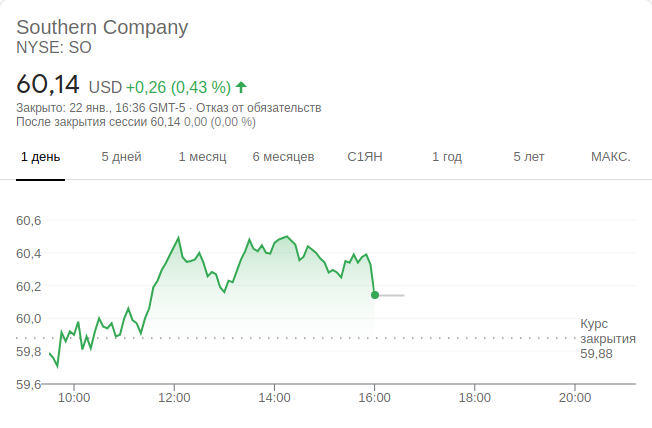 Southern Company
NYSE: SO
60,14 USD +0,26 (0,43 %)
Закрыто: 22 янв., 16:36 GMT-5 · Отказ от обязательств
После закрытия сессии 60,14 0,00 (0,00 %)
1 день 5 дней 1 месяц 6 месяцев С1ЯН 1 год 5 лет МАКС.
60,6
60,4
60,2
60,0
59,8
59,6
Курс
закрытия
59,88
10:00 12:00 14:00 16:00 18:00 20:00